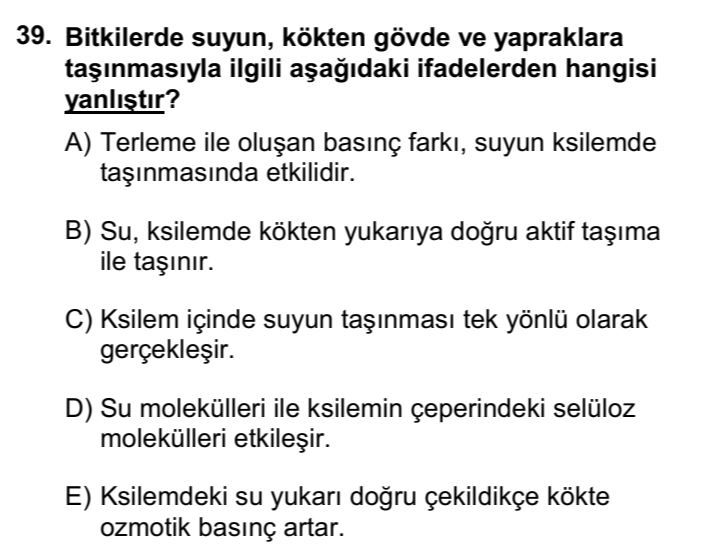 39. Bitkilerde suyun, kökten gövde ve yapraklara
taşınmasıyla ilgili aşağıdaki ifadelerden hangisi
yanlıştır?
A) Terleme ile oluşan basınç farkı, suyun ksilemde
taşınmasında etkilidir.
B) Su, ksilemde kökten yukarıya doğru aktif taşıma
ile taşınır.
C) Ksilem içinde suyun taşınması tek yönlü olarak
gerçekleşir.
D) Su molekülleri ile ksilemin çeperindeki selüloz
molekülleri etkileşir.
E) Ksilemdeki su yukarı doğru çekildikçe kökte
ozmotik basınç artar.